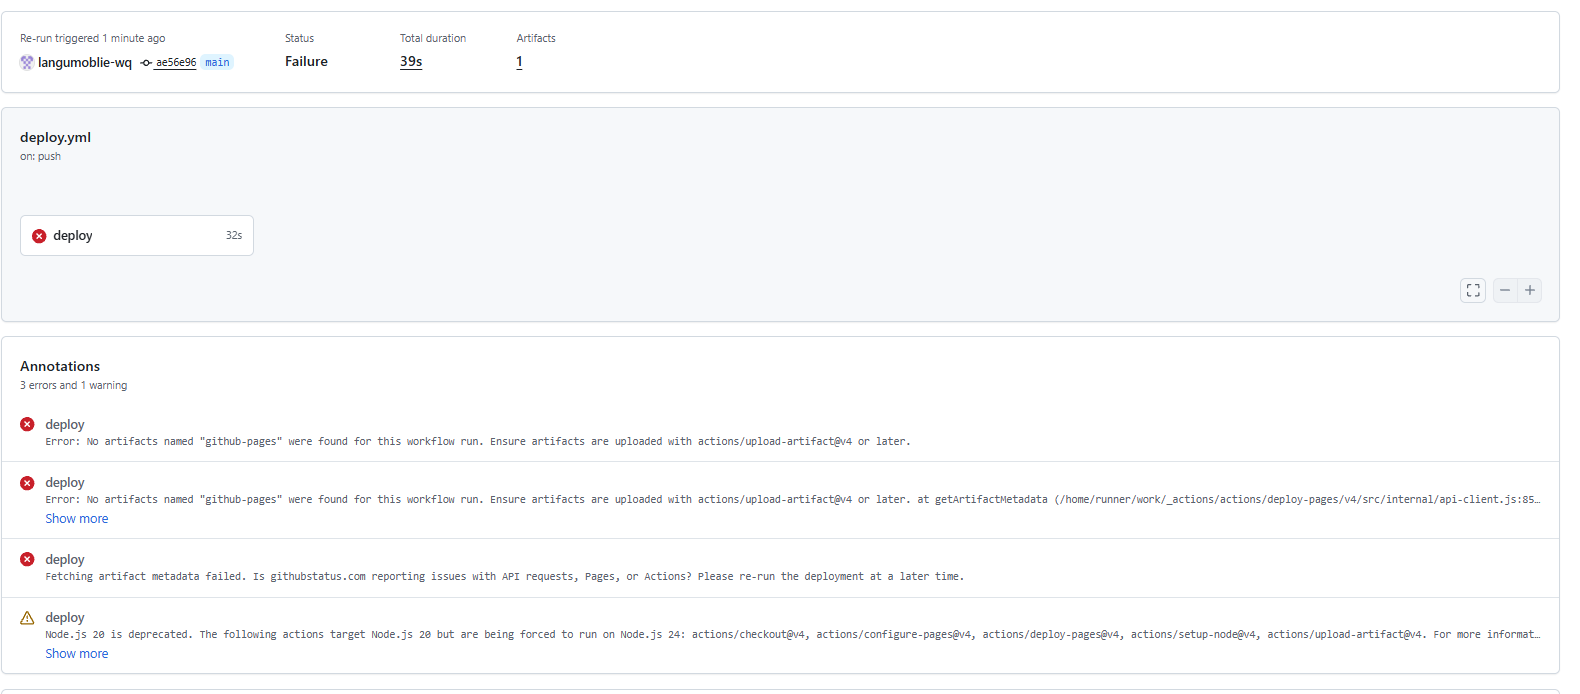 Re-run triggered 1 minute ago
langumoblie-wq ae56e96 main
Status
Failure
Total duration
39s
Artifacts
1
deploy.yml
on: push
deploy 32s
Annotations
3 errors and 1 warning
deploy
Error: No artifacts named "github-pages" were found for this workflow run. Ensure artifacts are uploaded with actions/upload-artifact@v4 or later.
deploy
Error: No artifacts named "github-pages" were found for this workflow run. Ensure artifacts are uploaded with actions/upload-artifact@v4 or later. at getArtifactMetadata (/home/runner/work/_actions/actions/deploy-pages/v4/src/internal/api-client.js:85…
Show more
deploy
Fetching artifact metadata failed. Is githubstatus.com reporting issues with API requests, Pages, or Actions? Please re-run the deployment at a later time.
deploy
Node.js 20 is deprecated. The following actions target Node.js 20 but are being forced to run on Node.js 24: actions/checkout@v4, actions/configure-pages@v4, actions/deploy-pages@v4, actions/setup-node@v4, actions/upload-artifact@v4. For more informat…
Show more